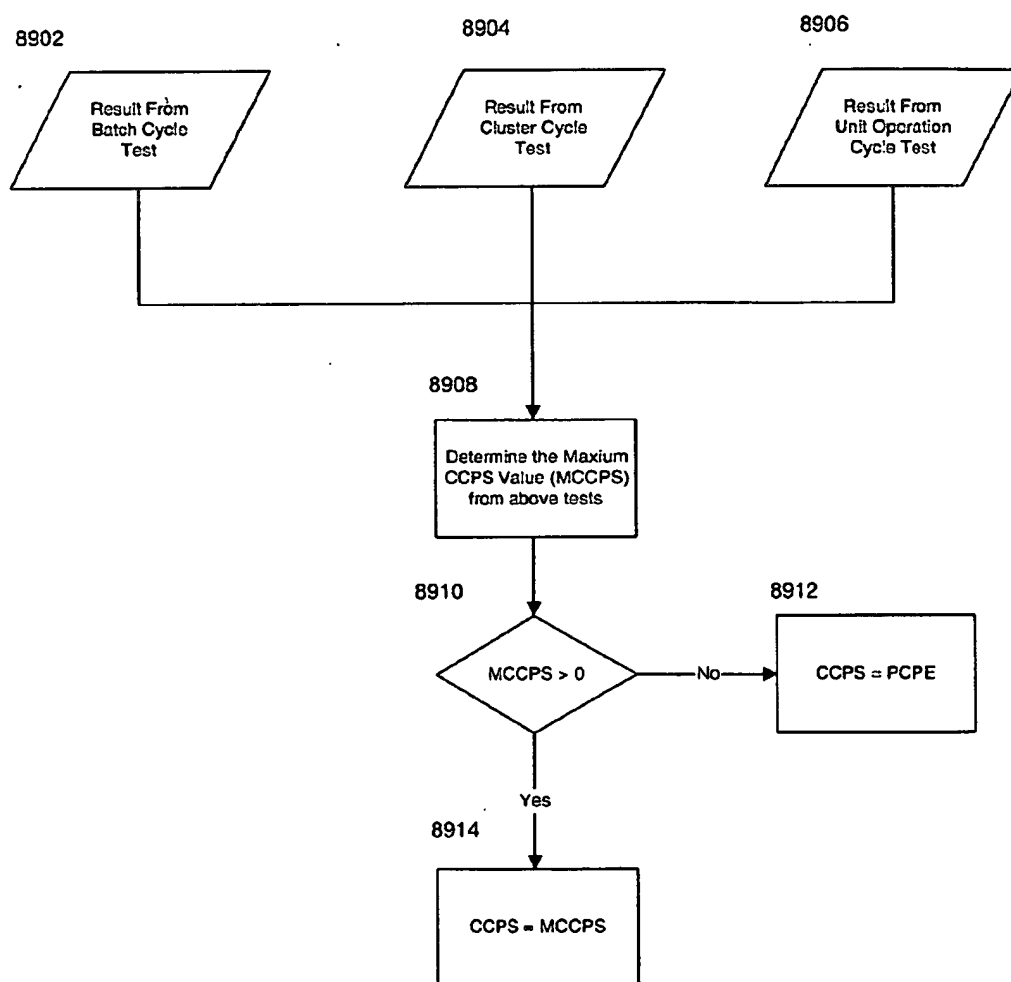 8902
8904
8906
Result From
Batch Cycle
Test
Result From
Cluster Cycle
Test
Result From
Unit Operation
Cycle Test
8908
Determine the Maxium
CCPS Value (MCCPS)
from above tests
8910
MCCPS > 0
No
8912
CCPS = PCPE
Yes
8914
CCPS = MCCPS